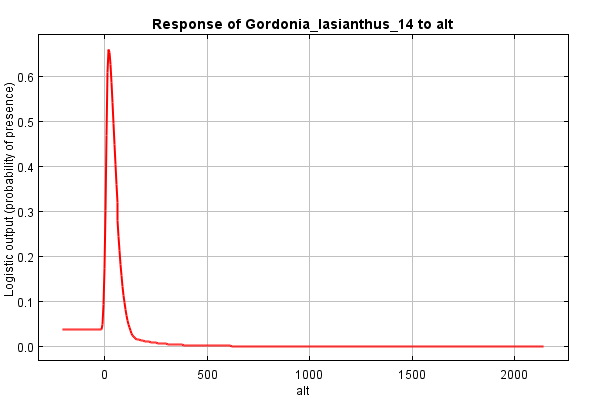 Response of Gordonia_lasianthus_14 to alt
Logistic output (probability of presence)
0.6
0.5
0.4
0.3
0.2
0.1
0.0
0 500 1000 1500 2000
alt